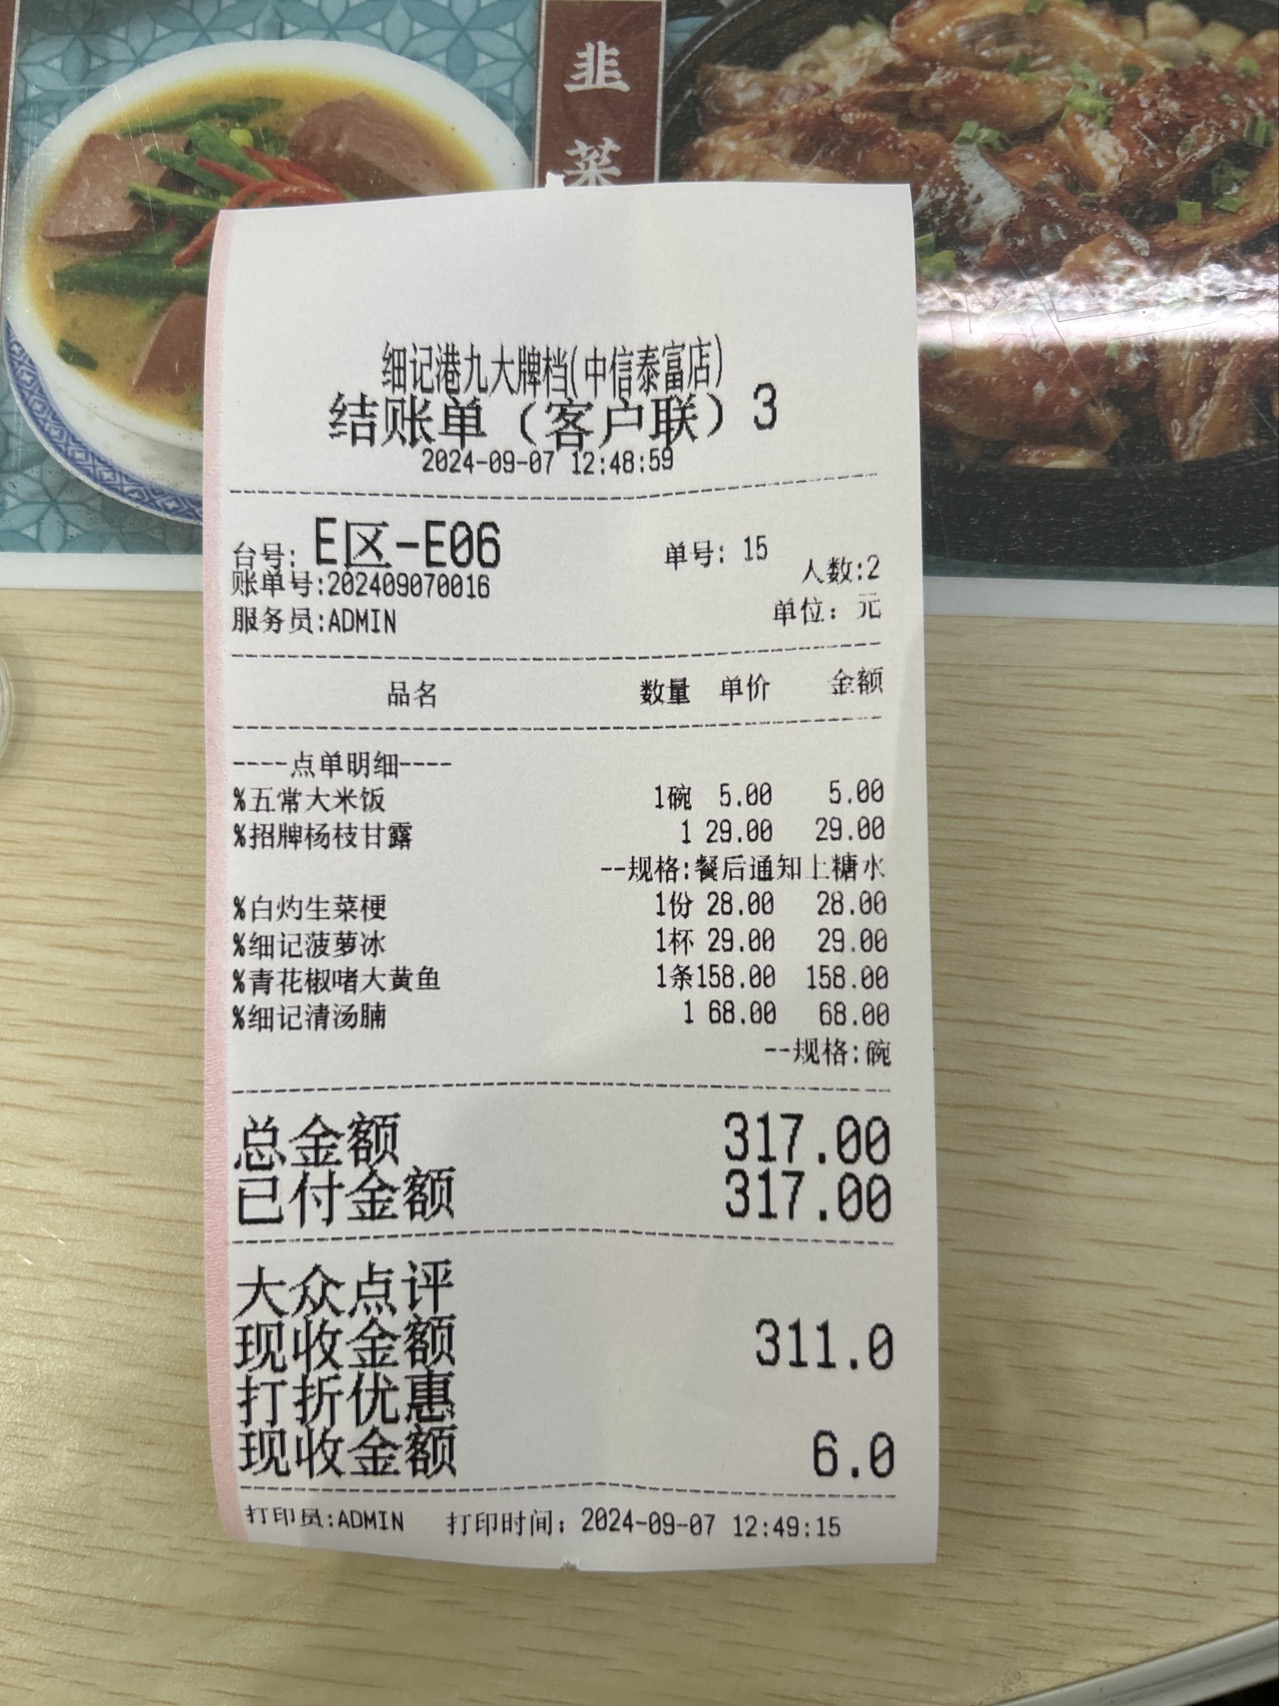 韭
菜
细记港九大牌档(中信泰富店)
结账单（客户联）3
2024-09-07 12:48:59
台号: E区-E06 单号: 15
人数:2
账单号:202409070016
服务员:ADMIN 单位: 元
品名 数量 单价 金额
----点单明细----
%五常大米饭 1碗 5.00 5.00
%招牌杨枝甘露 1 29.00 29.00
--规格:餐后通知上糖水
%白灼生菜梗 1份 28.00 28.00
%细记菠萝冰 1杯 29.00 29.00
%青花椒啫大黄鱼 1条158.00 158.00
%细记清汤腩 1 68.00 68.00
--规格:碗
总金额 317.00
已付金额 317.00
大众点评
现收金额 311.0
打折优惠
现收金额 6.0
打印员:ADMIN 打印时间: 2024-09-07 12:49:15